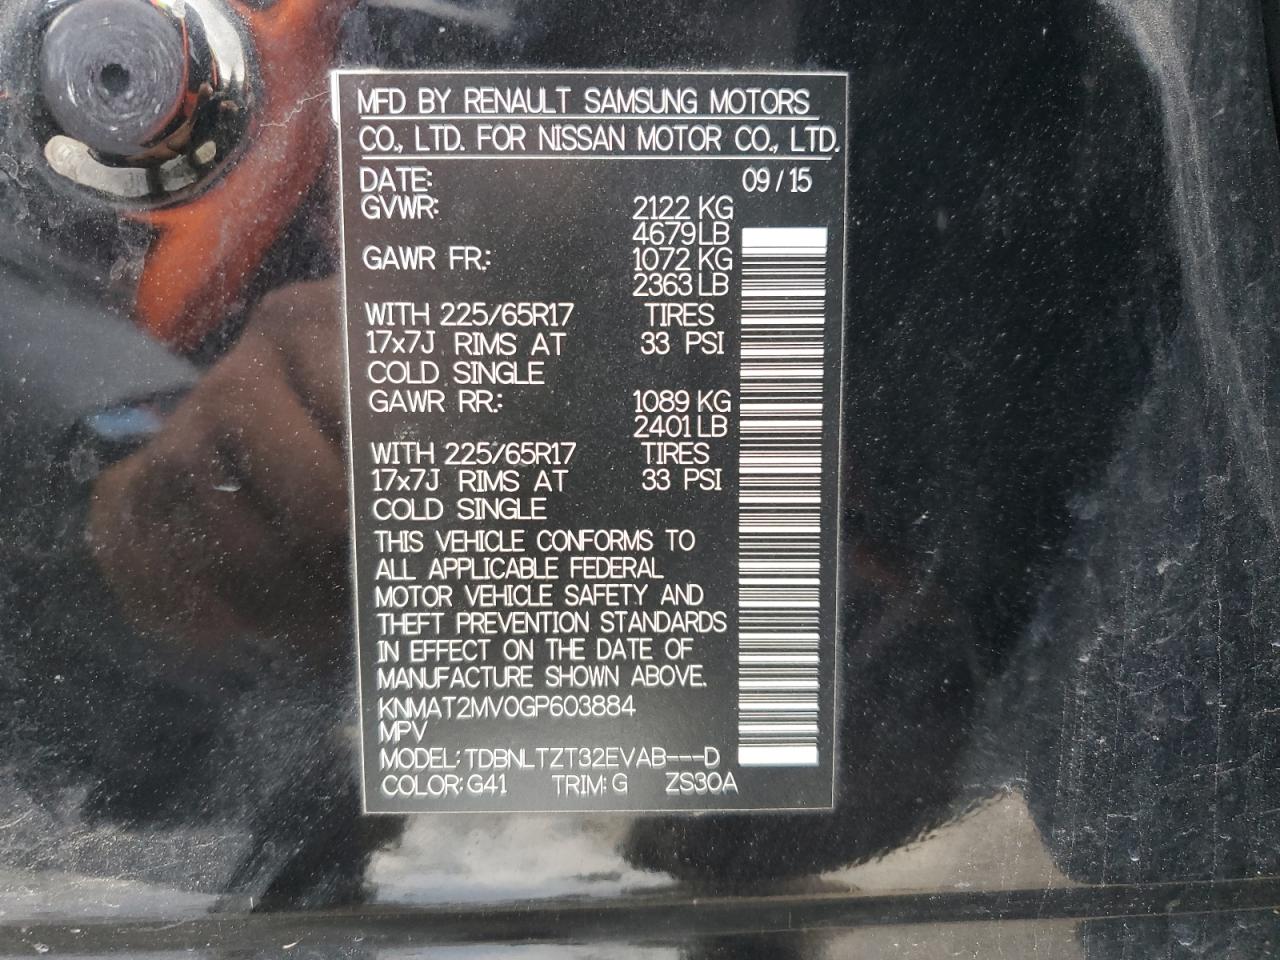 MFD BY RENAULT SAMSUNG MOTORS
CO., LTD. FOR NISSAN MOTOR CO., LTD.
DATE: 09/15
GVWR: 2122 KG
4679 LB
GAWR FR.: 1072 KG
2363 LB
WITH 225/65R17 TIRES
17x7J RIMS AT 33 PSI
COLD SINGLE
GAWR RR.: 1089 KG
2401 LB
WITH 225/65R17 TIRES
17x7J RIMS AT 33 PSI
COLD SINGLE
THIS VEHICLE CONFORMS TO
ALL APPLICABLE FEDERAL
MOTOR VEHICLE SAFETY AND
THEFT PREVENTION STANDARDS
IN EFFECT ON THE DATE OF
MANUFACTURE SHOWN ABOVE.
KNMAT2MV0GP603884
MPV
MODEL: TDBNLTZT32EVAB---D
COLOR: G41 TRIM: G ZS30A